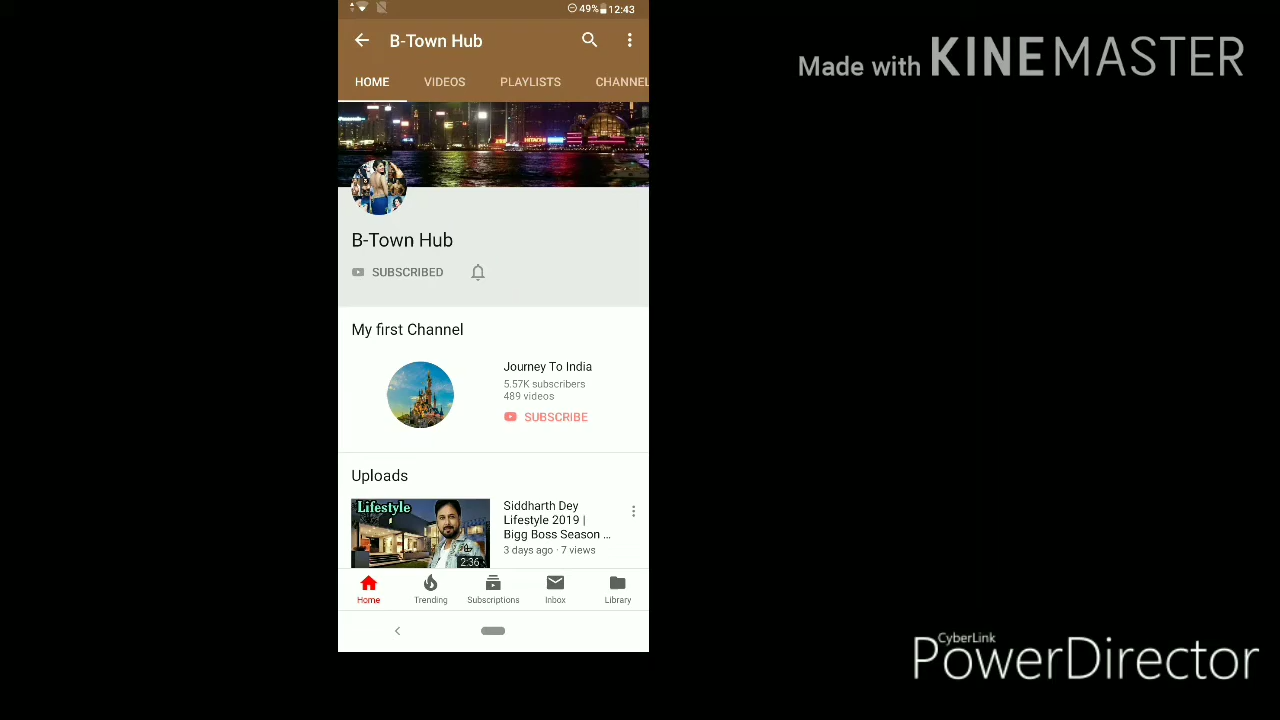 49% 12:43
B-Town Hub
HOME VIDEOS PLAYLISTS CHANNEL
HITACHI
B-Town Hub
SUBSCRIBED
My first Channel
Journey To India
5.57K subscribers
489 videos
SUBSCRIBE
Uploads
Lifestyle
2:36
Siddharth Dey
Lifestyle 2019 |
Bigg Boss Season ...
3 days ago · 7 views
Home Trending Subscriptions Inbox Library
Made with KINEMASTER
CyberLink
PowerDirector